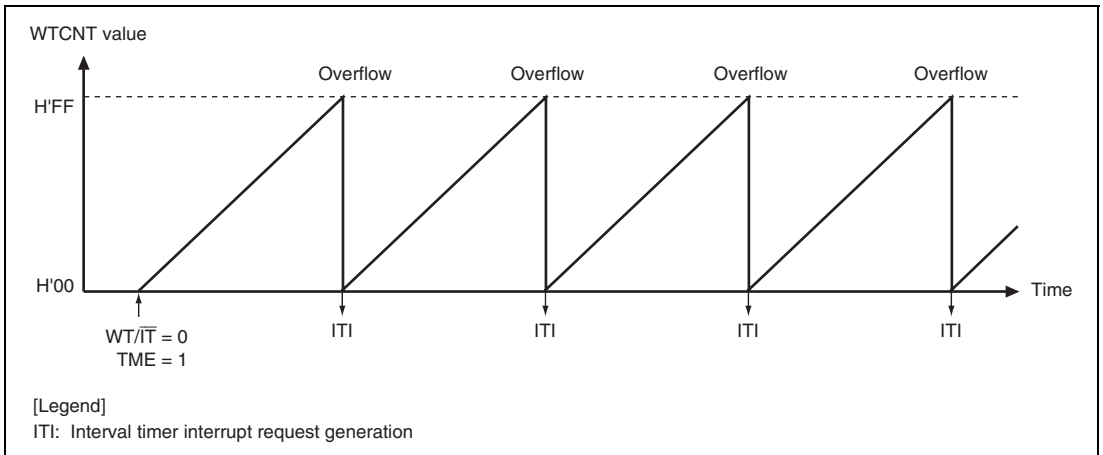 WTCNT value
Overflow Overflow Overflow Overflow
H'FF
H'00
Time
WT/I̅T̅ = 0
TME = 1
ITI ITI ITI ITI
[Legend]
ITI: Interval timer interrupt request generation